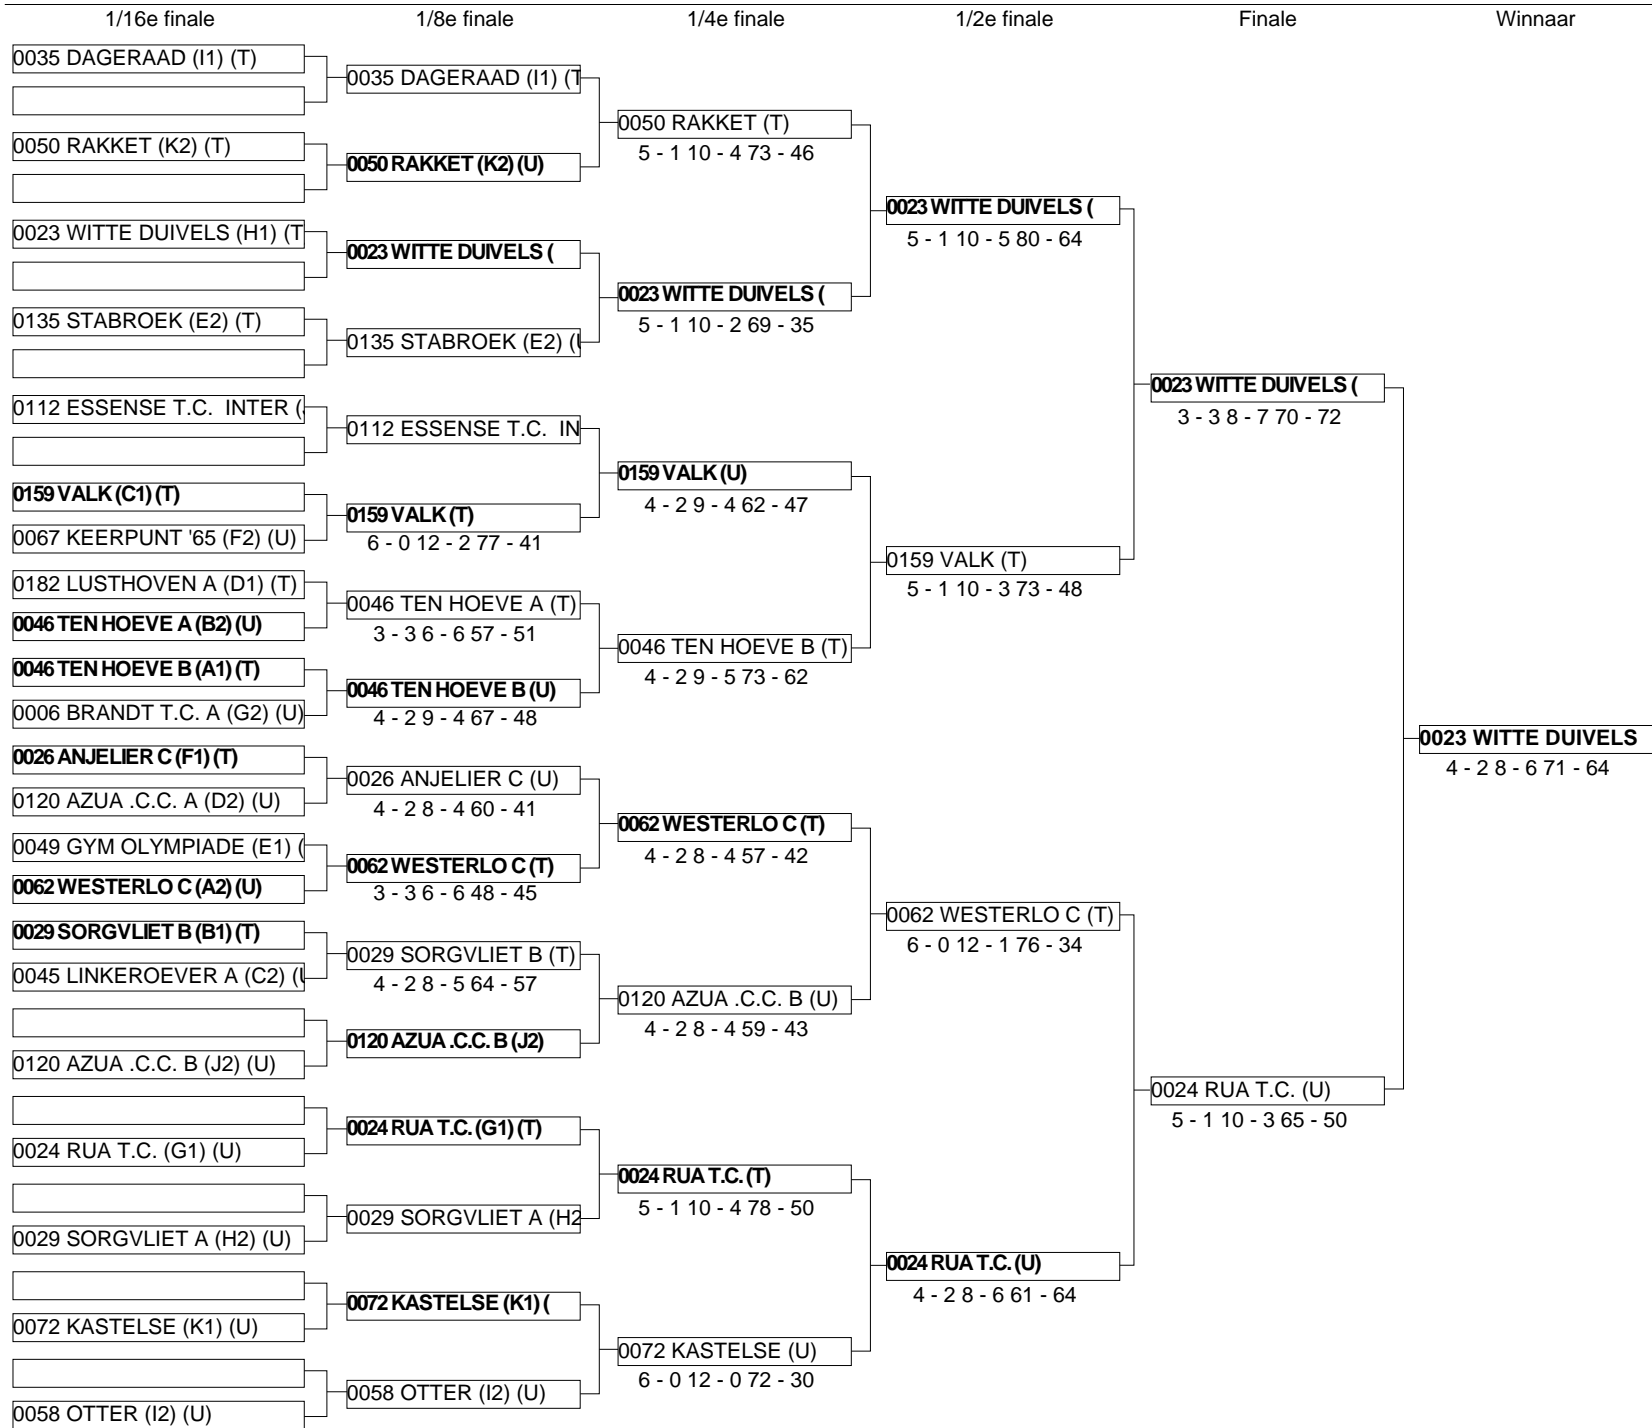 1/16e finale
1/8e finale
1/4e finale
1/2e finale
Finale
Winnaar
0035 DAGERAAD (I1) (T)
0050 RAKKET (K2) (T)
0023 WITTE DUIVELS (H1) (T
0135 STABROEK (E2) (T)
0112 ESSENSE T.C.  INTER (
0159 VALK (C1) (T)
0067 KEERPUNT '65 (F2) (U)
0182 LUSTHOVEN A (D1) (T)
0046 TEN HOEVE A (B2) (U)
0046 TEN HOEVE B (A1) (T)
0006 BRANDT T.C. A (G2) (U)
0026 ANJELIER C (F1) (T)
0120 AZUA .C.C. A (D2) (U)
0049 GYM OLYMPIADE (E1) (
0062 WESTERLO C (A2) (U)
0029 SORGVLIET B (B1) (T)
0045 LINKEROEVER A (C2) (U
0120 AZUA .C.C. B (J2) (U)
0024 RUA T.C. (G1) (U)
0029 SORGVLIET A (H2) (U)
0072 KASTELSE (K1) (U)
0058 OTTER (I2) (U)
0035 DAGERAAD (I1) (T
0050 RAKKET (K2) (U)
0023 WITTE DUIVELS (
0135 STABROEK (E2) (U
0112 ESSENSE T.C.  IN
0159 VALK (T)
6 - 0 12 - 2 77 - 41
0046 TEN HOEVE A (T)
3 - 3 6 - 6 57 - 51
0046 TEN HOEVE B (U)
4 - 2 9 - 4 67 - 48
0026 ANJELIER C (U)
4 - 2 8 - 4 60 - 41
0062 WESTERLO C (T)
3 - 3 6 - 6 48 - 45
0029 SORGVLIET B (T)
4 - 2 8 - 5 64 - 57
0120 AZUA .C.C. B (J2)
0024 RUA T.C. (G1) (T)
0029 SORGVLIET A (H2
0072 KASTELSE (K1) (
0058 OTTER (I2) (U)
0050 RAKKET (T)
5 - 1 10 - 4 73 - 46
0023 WITTE DUIVELS (
5 - 1 10 - 2 69 - 35
0159 VALK (U)
4 - 2 9 - 4 62 - 47
0046 TEN HOEVE B (T)
4 - 2 9 - 5 73 - 62
0062 WESTERLO C (T)
4 - 2 8 - 4 57 - 42
0120 AZUA .C.C. B (U)
4 - 2 8 - 4 59 - 43
0024 RUA T.C. (T)
5 - 1 10 - 4 78 - 50
0072 KASTELSE (U)
6 - 0 12 - 0 72 - 30
0023 WITTE DUIVELS (
5 - 1 10 - 5 80 - 64
0159 VALK (T)
5 - 1 10 - 3 73 - 48
0062 WESTERLO C (T)
6 - 0 12 - 1 76 - 34
0024 RUA T.C. (U)
4 - 2 8 - 6 61 - 64
0023 WITTE DUIVELS (
3 - 3 8 - 7 70 - 72
0024 RUA T.C. (U)
5 - 1 10 - 3 65 - 50
0023 WITTE DUIVELS
4 - 2 8 - 6 71 - 64